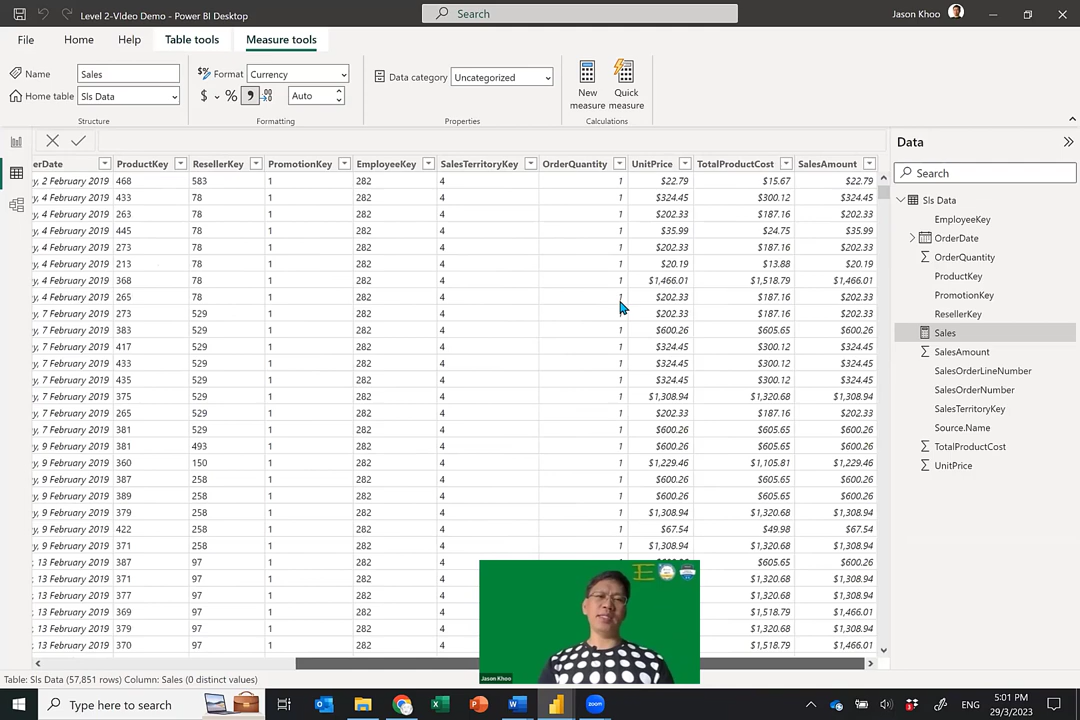 Level 2-Video Demo - Power BI Desktop
Search
Jason Khoo
File
Home
Help
Table tools
Measure tools
Name
Sales
Format
Currency
Data category
Uncategorized
New
measure
Quick
measure
Home table
Sls Data
$
%
Auto
Structure
Formatting
Properties
Calculations
Data
erDate ProductKey ResellerKey PromotionKey EmployeeKey SalesTerritoryKey OrderQuantity UnitPrice TotalProductCost SalesAmount
y, 2 February 2019 468 583 1 282 4 1 $22.79 $15.67 $22.79
y, 4 February 2019 433 78 1 282 4 1 $324.45 $300.12 $324.45
y, 4 February 2019 263 78 1 282 4 1 $202.33 $187.16 $202.33
y, 4 February 2019 445 78 1 282 4 1 $35.99 $24.75 $35.99
y, 4 February 2019 273 78 1 282 4 1 $202.33 $187.16 $202.33
y, 4 February 2019 213 78 1 282 4 1 $20.19 $13.88 $20.19
y, 4 February 2019 368 78 1 282 4 1 $1,466.01 $1,518.79 $1,466.01
y, 4 February 2019 265 78 1 282 4 1 $202.33 $187.16 $202.33
y, 7 February 2019 273 529 1 282 4 $202.33 $187.16 $202.33
y, 7 February 2019 383 529 1 282 4 1 $600.26 $605.65 $600.26
y, 7 February 2019 417 529 1 282 4 1 $324.45 $300.12 $324.45
y, 7 February 2019 433 529 1 282 4 1 $324.45 $300.12 $324.45
y, 7 February 2019 435 529 1 282 4 1 $324.45 $300.12 $324.45
y, 7 February 2019 375 529 1 282 4 1 $1,308.94 $1,320.68 $1,308.94
y, 7 February 2019 265 529 1 282 4 1 $202.33 $187.16 $202.33
y, 7 February 2019 381 529 1 282 4 1 $600.26 $605.65 $600.26
y, 9 February 2019 381 493 1 282 4 1 $600.26 $605.65 $600.26
y, 9 February 2019 360 150 1 282 4 1 $1,229.46 $1,105.81 $1,229.46
y, 9 February 2019 387 258 1 282 4 1 $600.26 $605.65 $600.26
y, 9 February 2019 389 258 1 282 4 1 $600.26 $605.65 $600.26
y, 9 February 2019 379 258 1 282 4 1 $1,308.94 $1,320.68 $1,308.94
y, 9 February 2019 422 258 1 282 4 1 $67.54 $49.98 $67.54
y, 9 February 2019 371 258 1 282 4 1 $1,308.94 $1,320.68 $1,308.94
, 13 February 2019 387 97 1 282 4 $605.65 $600.26
, 13 February 2019 371 97 1 282 4 $1,320.68 $1,308.94
, 13 February 2019 377 97 1 282 4 $1,320.68 $1,308.94
, 13 February 2019 369 97 1 282 4 $1,518.79 $1,466.01
, 13 February 2019 379 97 1 282 4 $1,320.68 $1,308.94
, 13 February 2019 370 97 1 282 4 $1,518.79 $1,466.01
Search
Sls Data
EmployeeKey
OrderDate
OrderQuantity
ProductKey
PromotionKey
ResellerKey
Sales
SalesAmount
SalesOrderLineNumber
SalesOrderNumber
SalesTerritoryKey
Source.Name
TotalProductCost
UnitPrice
Jason Khoo
Table: Sls Data (57,851 rows) Column: Sales (0 distinct values)
Type here to search
zoom
ENG
5:01 PM
29/3/2023